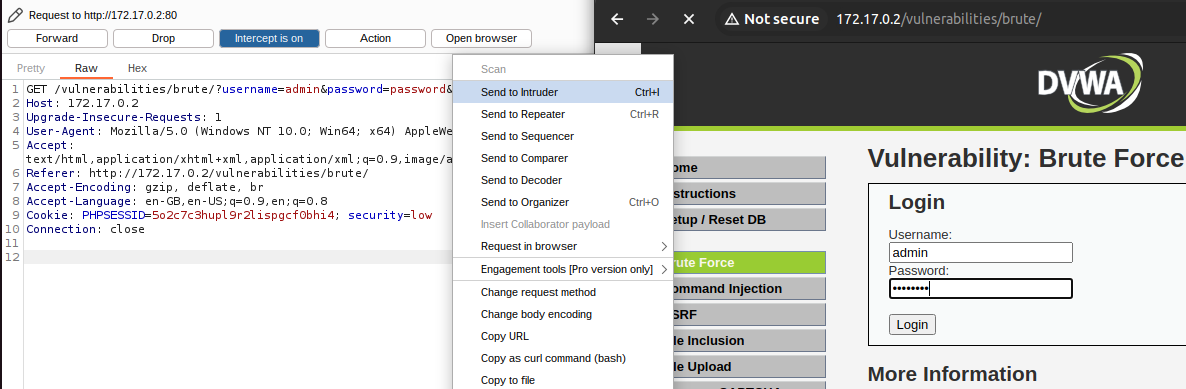 Request to http://172.17.0.2:80
Forward Drop Intercept is on Action Open browser
Pretty Raw Hex
1 GET /vulnerabilities/brute/?username=admin&password=password&
2 Host: 172.17.0.2
3 Upgrade-Insecure-Requests: 1
4 User-Agent: Mozilla/5.0 (Windows NT 10.0; Win64; x64) AppleWe
5 Accept:
text/html,application/xhtml+xml,application/xml;q=0.9,image/a
6 Referer: http://172.17.0.2/vulnerabilities/brute/
7 Accept-Encoding: gzip, deflate, br
8 Accept-Language: en-GB,en-US;q=0.9,en;q=0.8
9 Cookie: PHPSESSID=5o2c7c3hupl9r2lispgcf0bhi4; security=low
10 Connection: close
11
12
Scan
Send to Intruder Ctrl+I
Send to Repeater Ctrl+R
Send to Sequencer
Send to Comparer
Send to Decoder
Send to Organizer Ctrl+O
Insert Collaborator payload
Request in browser
Engagement tools [Pro version only]
Change request method
Change body encoding
Copy URL
Copy as curl command (bash)
Copy to file
Not secure 172.17.0.2/vulnerabilities/brute/
DVWA
ome
structions
etup / Reset DB
rute Force
ommand Injection
SRF
le Inclusion
le Upload
Vulnerability: Brute Force
Login
Username:
admin
Password:
••••••••
Login
More Information